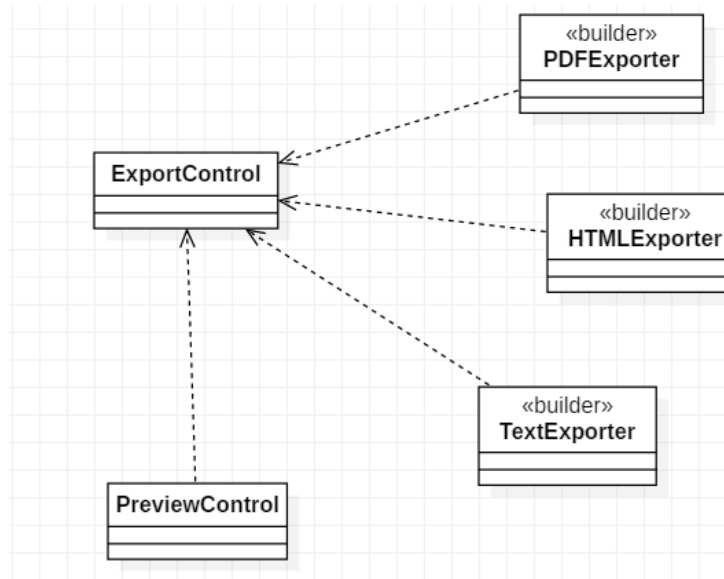 «builder»
PDFExporter
ExportControl
«builder»
HTMLExporter
«builder»
TextExporter
PreviewControl